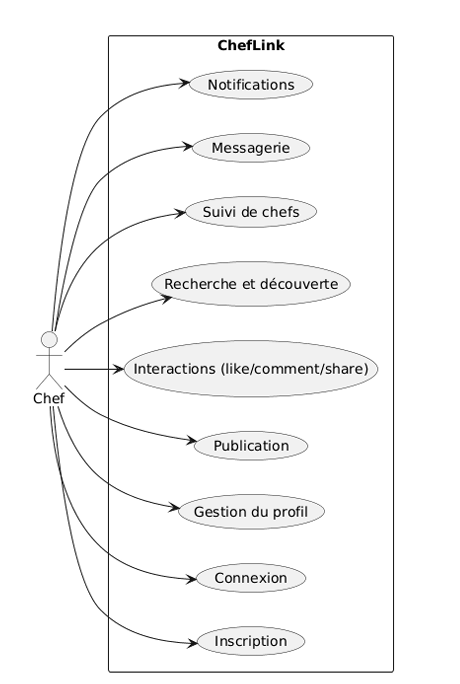 ChefLink
Notifications
Messagerie
Suivi de chefs
Recherche et découverte
Interactions (like/comment/share)
Chef
Publication
Gestion du profil
Connexion
Inscription